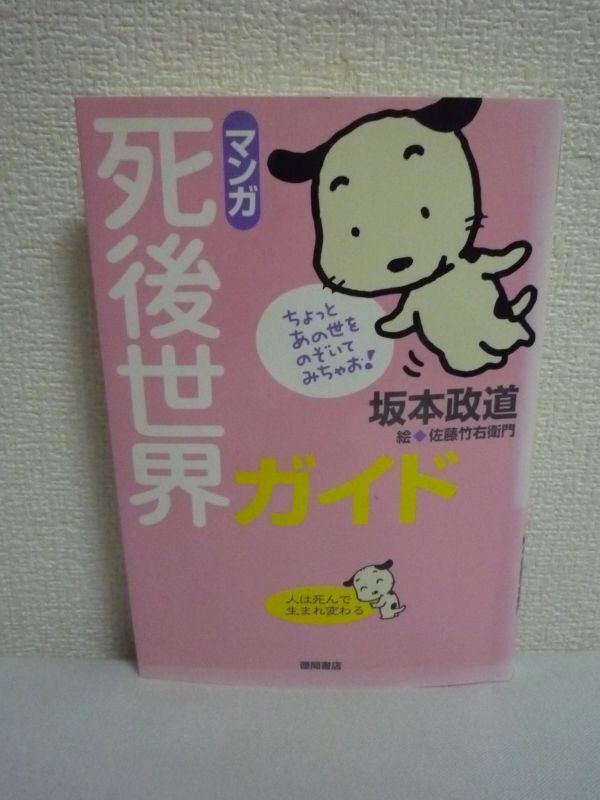 マンガ
死後世界
ガイド
ちょっと
あの世を
のぞいて
みちゃお!
坂本政道
絵◆佐藤竹右衛門
人は死んで
生まれ変わる
徳間書店